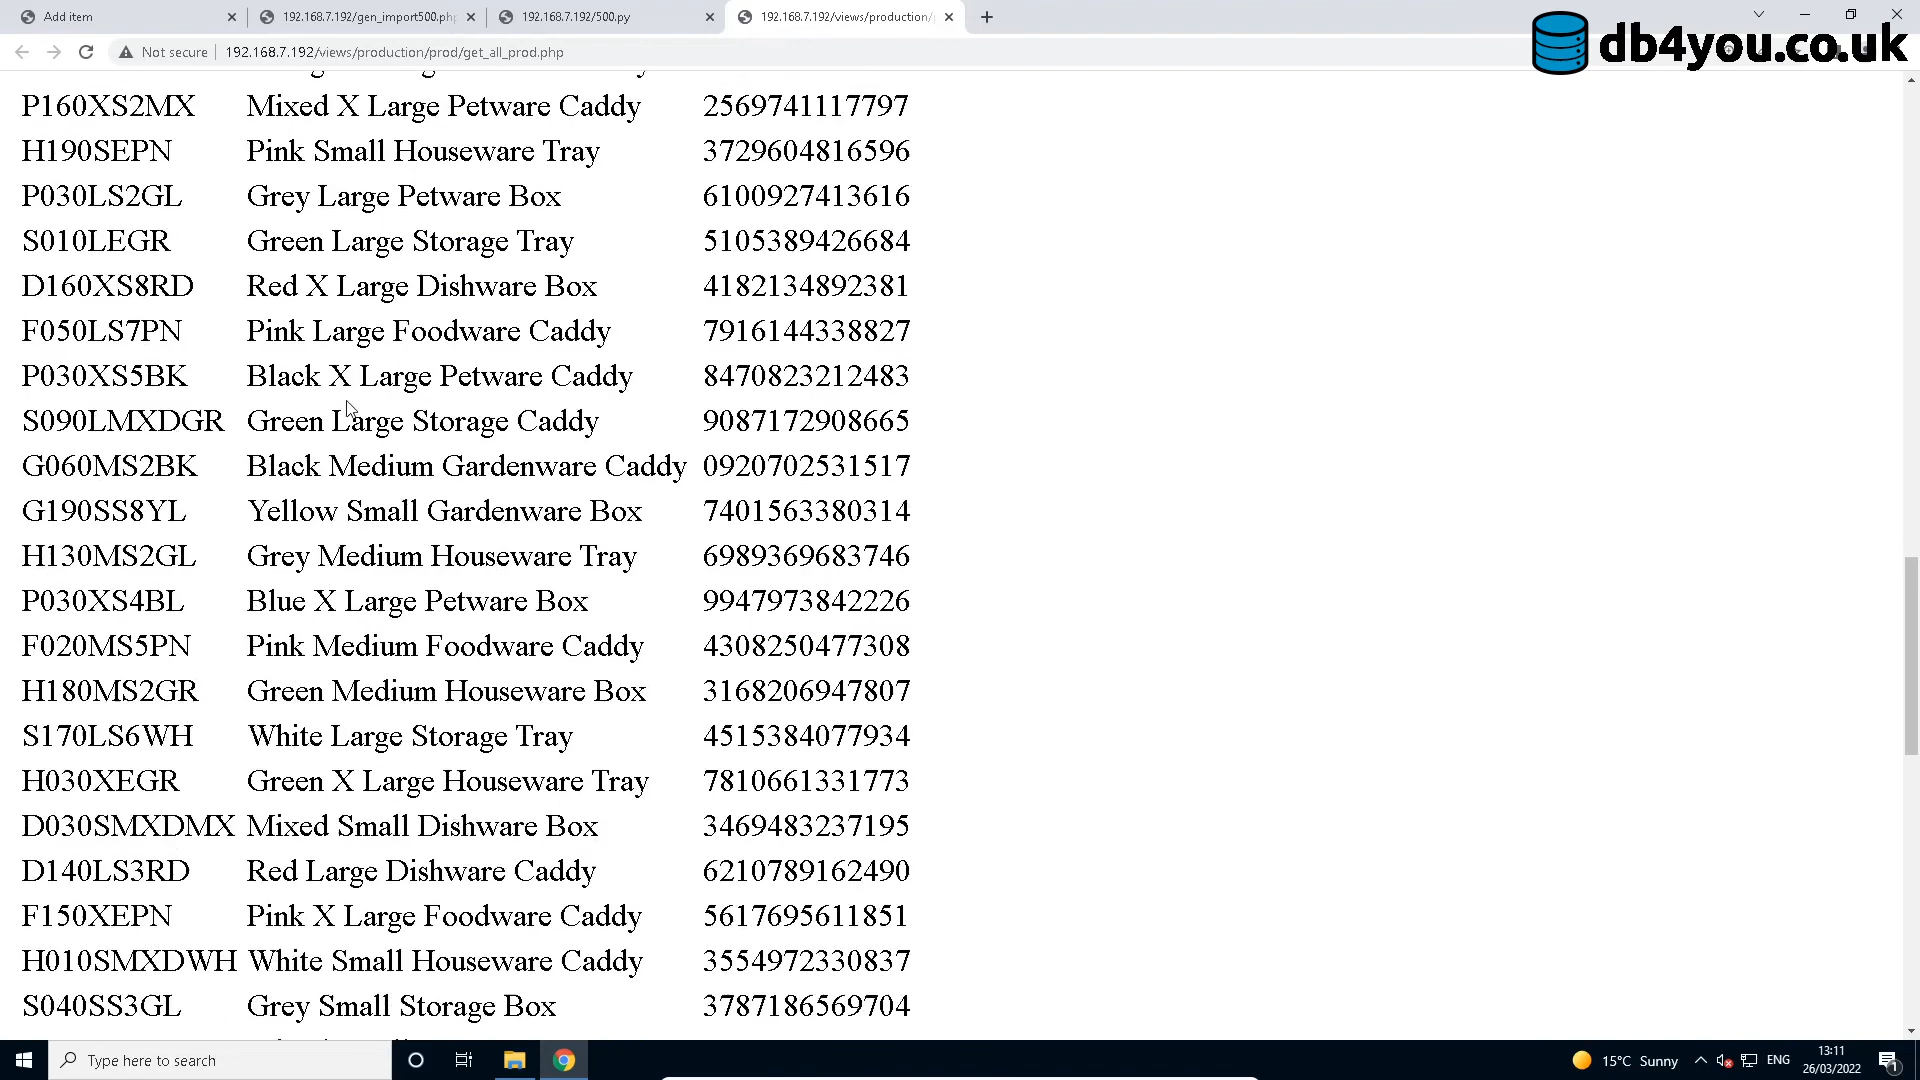 Add item
192.168.7.192/gen_import500.php
192.168.7.192/500.py
192.168.7.192/views/production/
Not secure
192.168.7.192/views/production/prod/get_all_prod.php
db4you.co.uk
P160XS2MX Mixed X Large Petware Caddy 2569741117797
H190SEPN Pink Small Houseware Tray 3729604816596
P030LS2GL Grey Large Petware Box 6100927413616
S010LEGR Green Large Storage Tray 5105389426684
D160XS8RD Red X Large Dishware Box 4182134892381
F050LS7PN Pink Large Foodware Caddy 7916144338827
P030XS5BK Black X Large Petware Caddy 8470823212483
S090LMXDGR Green Large Storage Caddy 9087172908665
G060MS2BK Black Medium Gardenware Caddy 0920702531517
G190SS8YL Yellow Small Gardenware Box 7401563380314
H130MS2GL Grey Medium Houseware Tray 6989369683746
P030XS4BL Blue X Large Petware Box 9947973842226
F020MS5PN Pink Medium Foodware Caddy 4308250477308
H180MS2GR Green Medium Houseware Box 3168206947807
S170LS6WH White Large Storage Tray 4515384077934
H030XEGR Green X Large Houseware Tray 7810661331773
D030SMXDMX Mixed Small Dishware Box 3469483237195
D140LS3RD Red Large Dishware Caddy 6210789162490
F150XEPN Pink X Large Foodware Caddy 5617695611851
H010SMXDWH White Small Houseware Caddy 3554972330837
S040SS3GL Grey Small Storage Box 3787186569704
Type here to search
15°C Sunny
ENG
13:11
26/03/2022
1